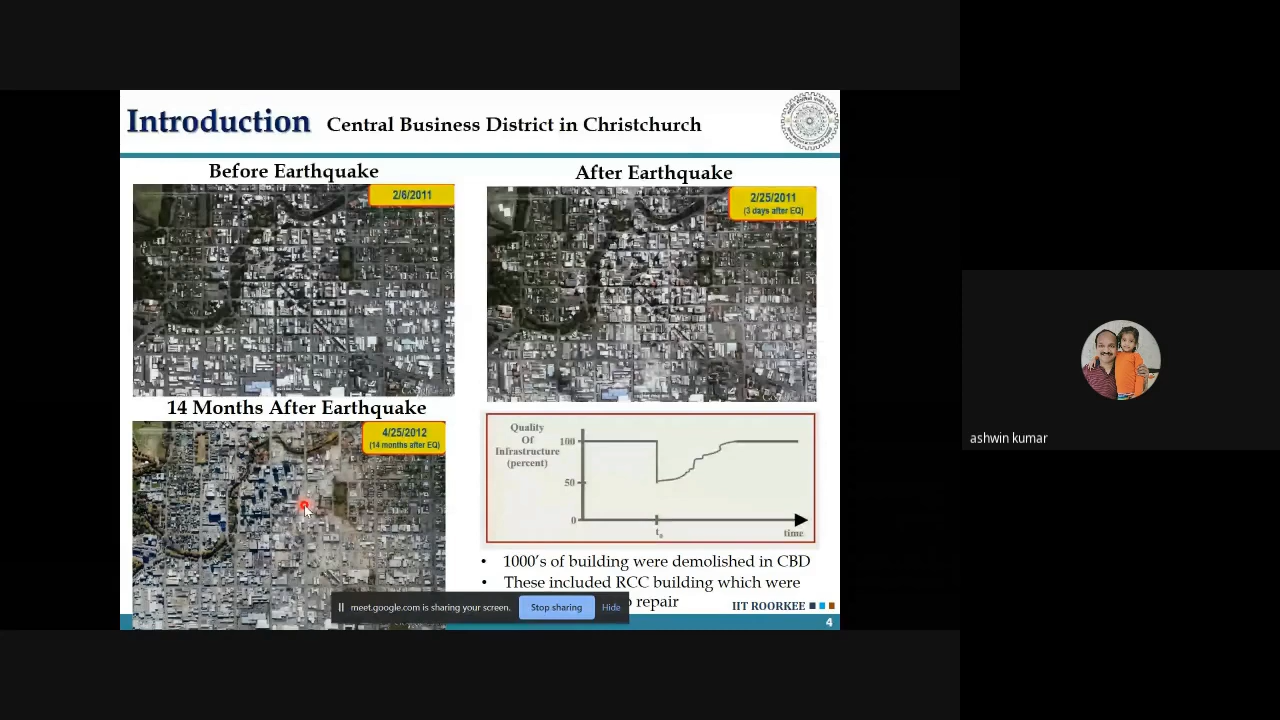 Introduction Central Business District in Christchurch
Before Earthquake
2/6/2011
After Earthquake
2/25/2011
(3 days after EQ)
14 Months After Earthquake
4/25/2012
(14 months after EQ)
Quality
Of
Infrastructure
(percent)
100
50
0
time
• 1000's of building were demolished in CBD
• These included RCC building which were
repair
meet.google.com is sharing your screen. Stop sharing Hide
IIT ROORKEE
4
ashwin kumar